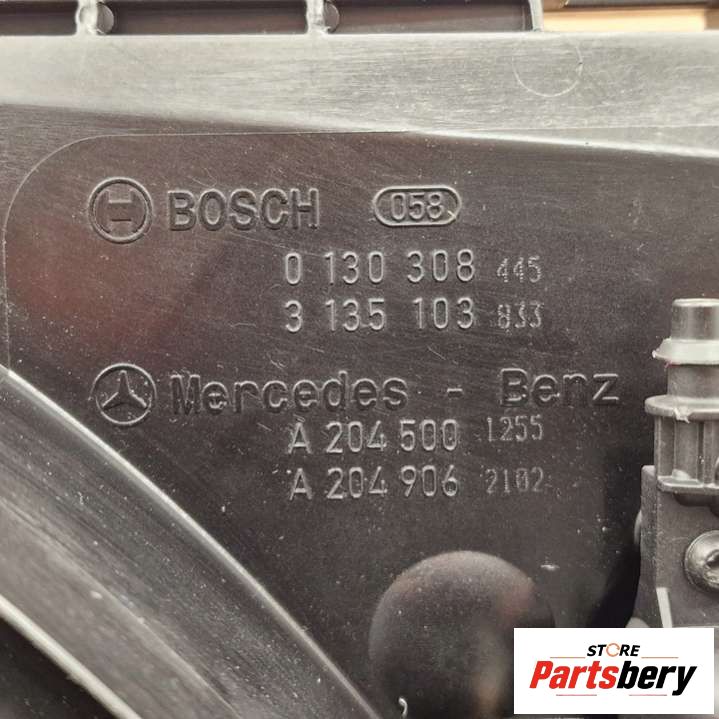 BOSCH 058
0 130 308 445
3 135 103 833
Mercedes - Benz
A 204 500 1255
A 204 906 2102
STORE
Partsbery